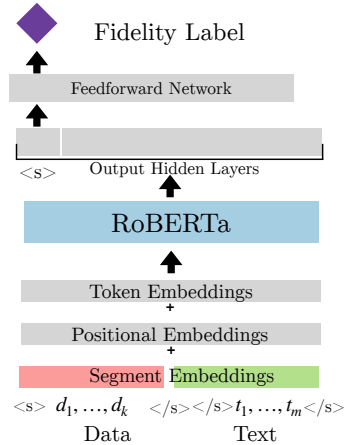 Fidelity Label
Feedforward Network
Output Hidden Layers
<s>
RoBERTa
Token Embeddings
+
Positional Embeddings
+
Segment Embeddings
<s> d₁,…,dₖ </s> </s> t₁,…,tₘ </s>
Data Text